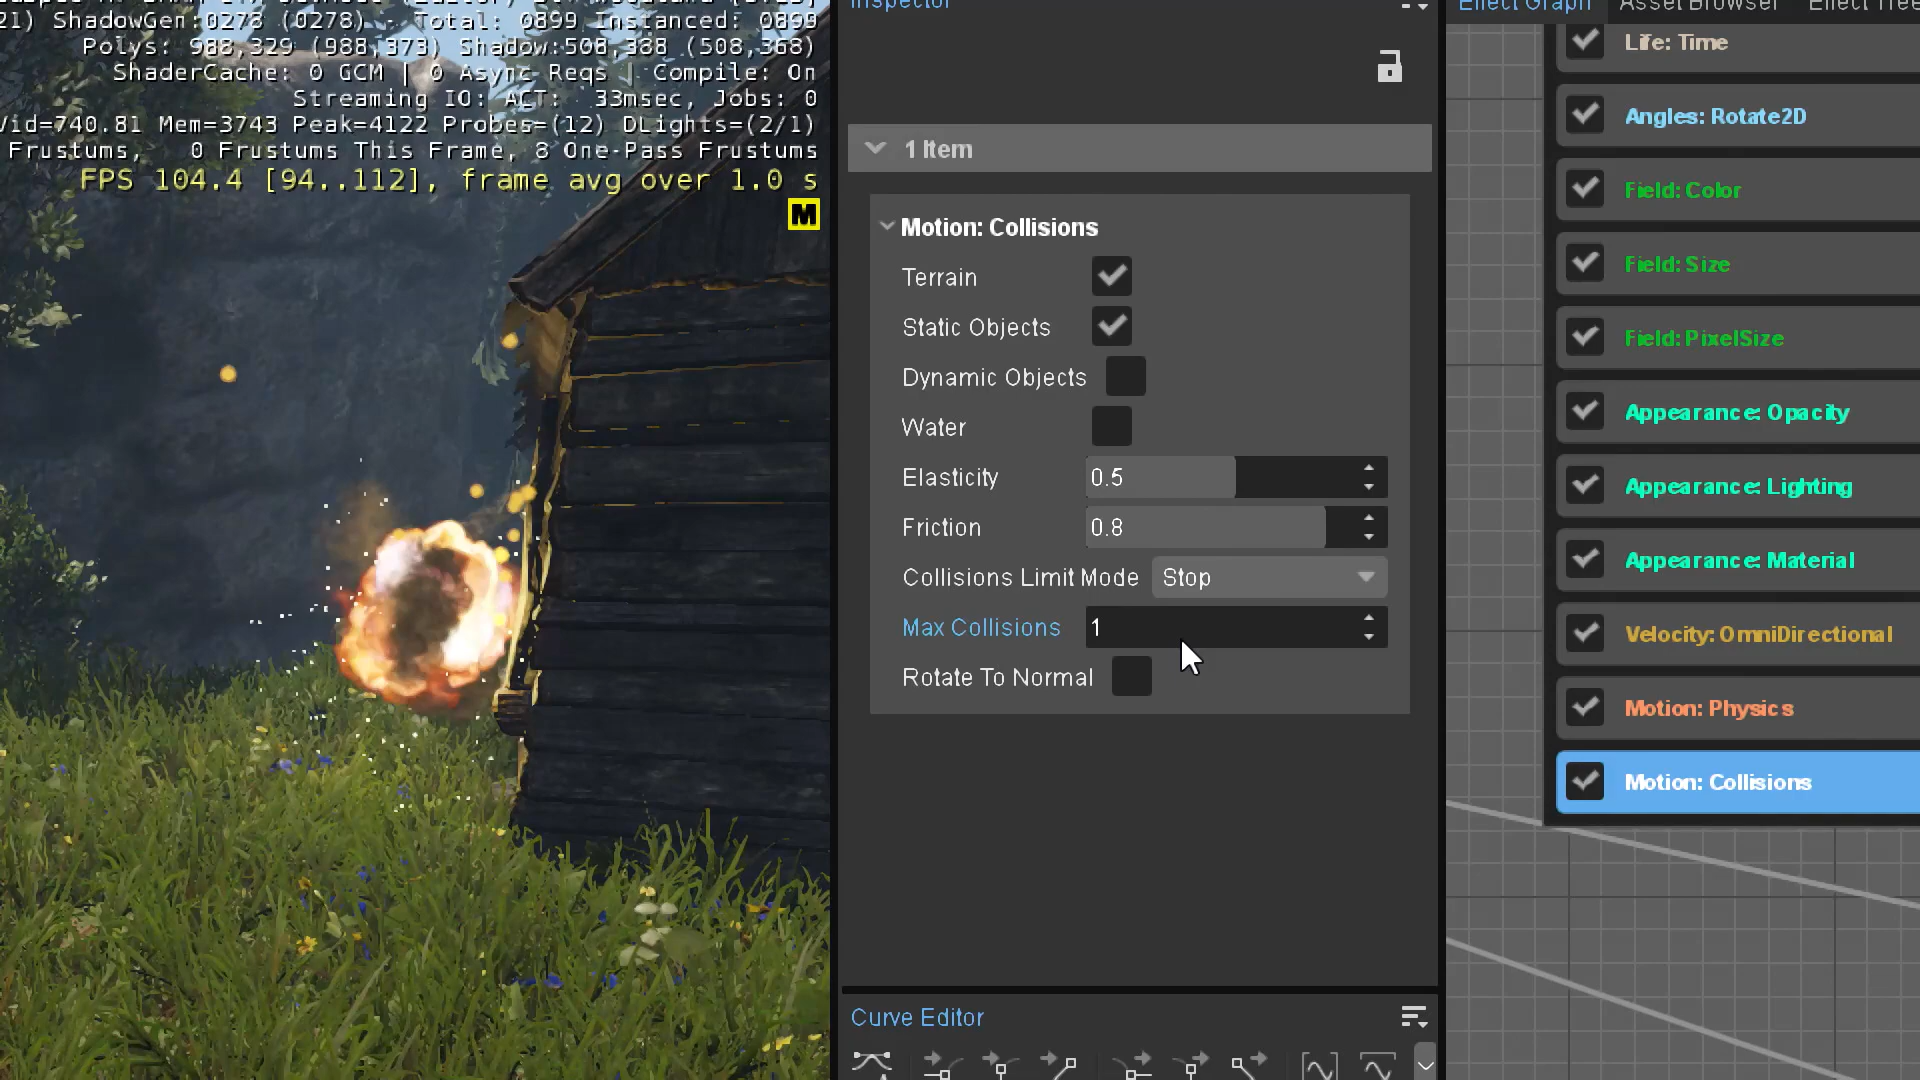 21) ShadowGen:0278 (0278) - Total: 0899 Instanced: 0899
Polys: 988,329 (988,373) Shadow:508,388 (508,368)
ShaderCache: 0 GCM | 0 Async Reqs | Compile: On
Streaming IO: ACT: 33msec, Jobs: 0
Vid=740.81 Mem=3743 Peak=4122 Probes=(12) DLights=(2/1)
Frustums, 0 Frustums This Frame, 8 One-Pass Frustums
FPS 104.4 [94..112], frame avg over 1.0 s
M
Inspector
1 Item
Motion: Collisions
Terrain
Static Objects
Dynamic Objects
Water
Elasticity 0.5
Friction 0.8
Collisions Limit Mode Stop
Max Collisions 1
Rotate To Normal
Curve Editor
Effect Graph Asset Browser Effect Tree
Life: Time
Angles: Rotate2D
Field: Color
Field: Size
Field: PixelSize
Appearance: Opacity
Appearance: Lighting
Appearance: Material
Velocity: OmniDirectional
Motion: Physics
Motion: Collisions